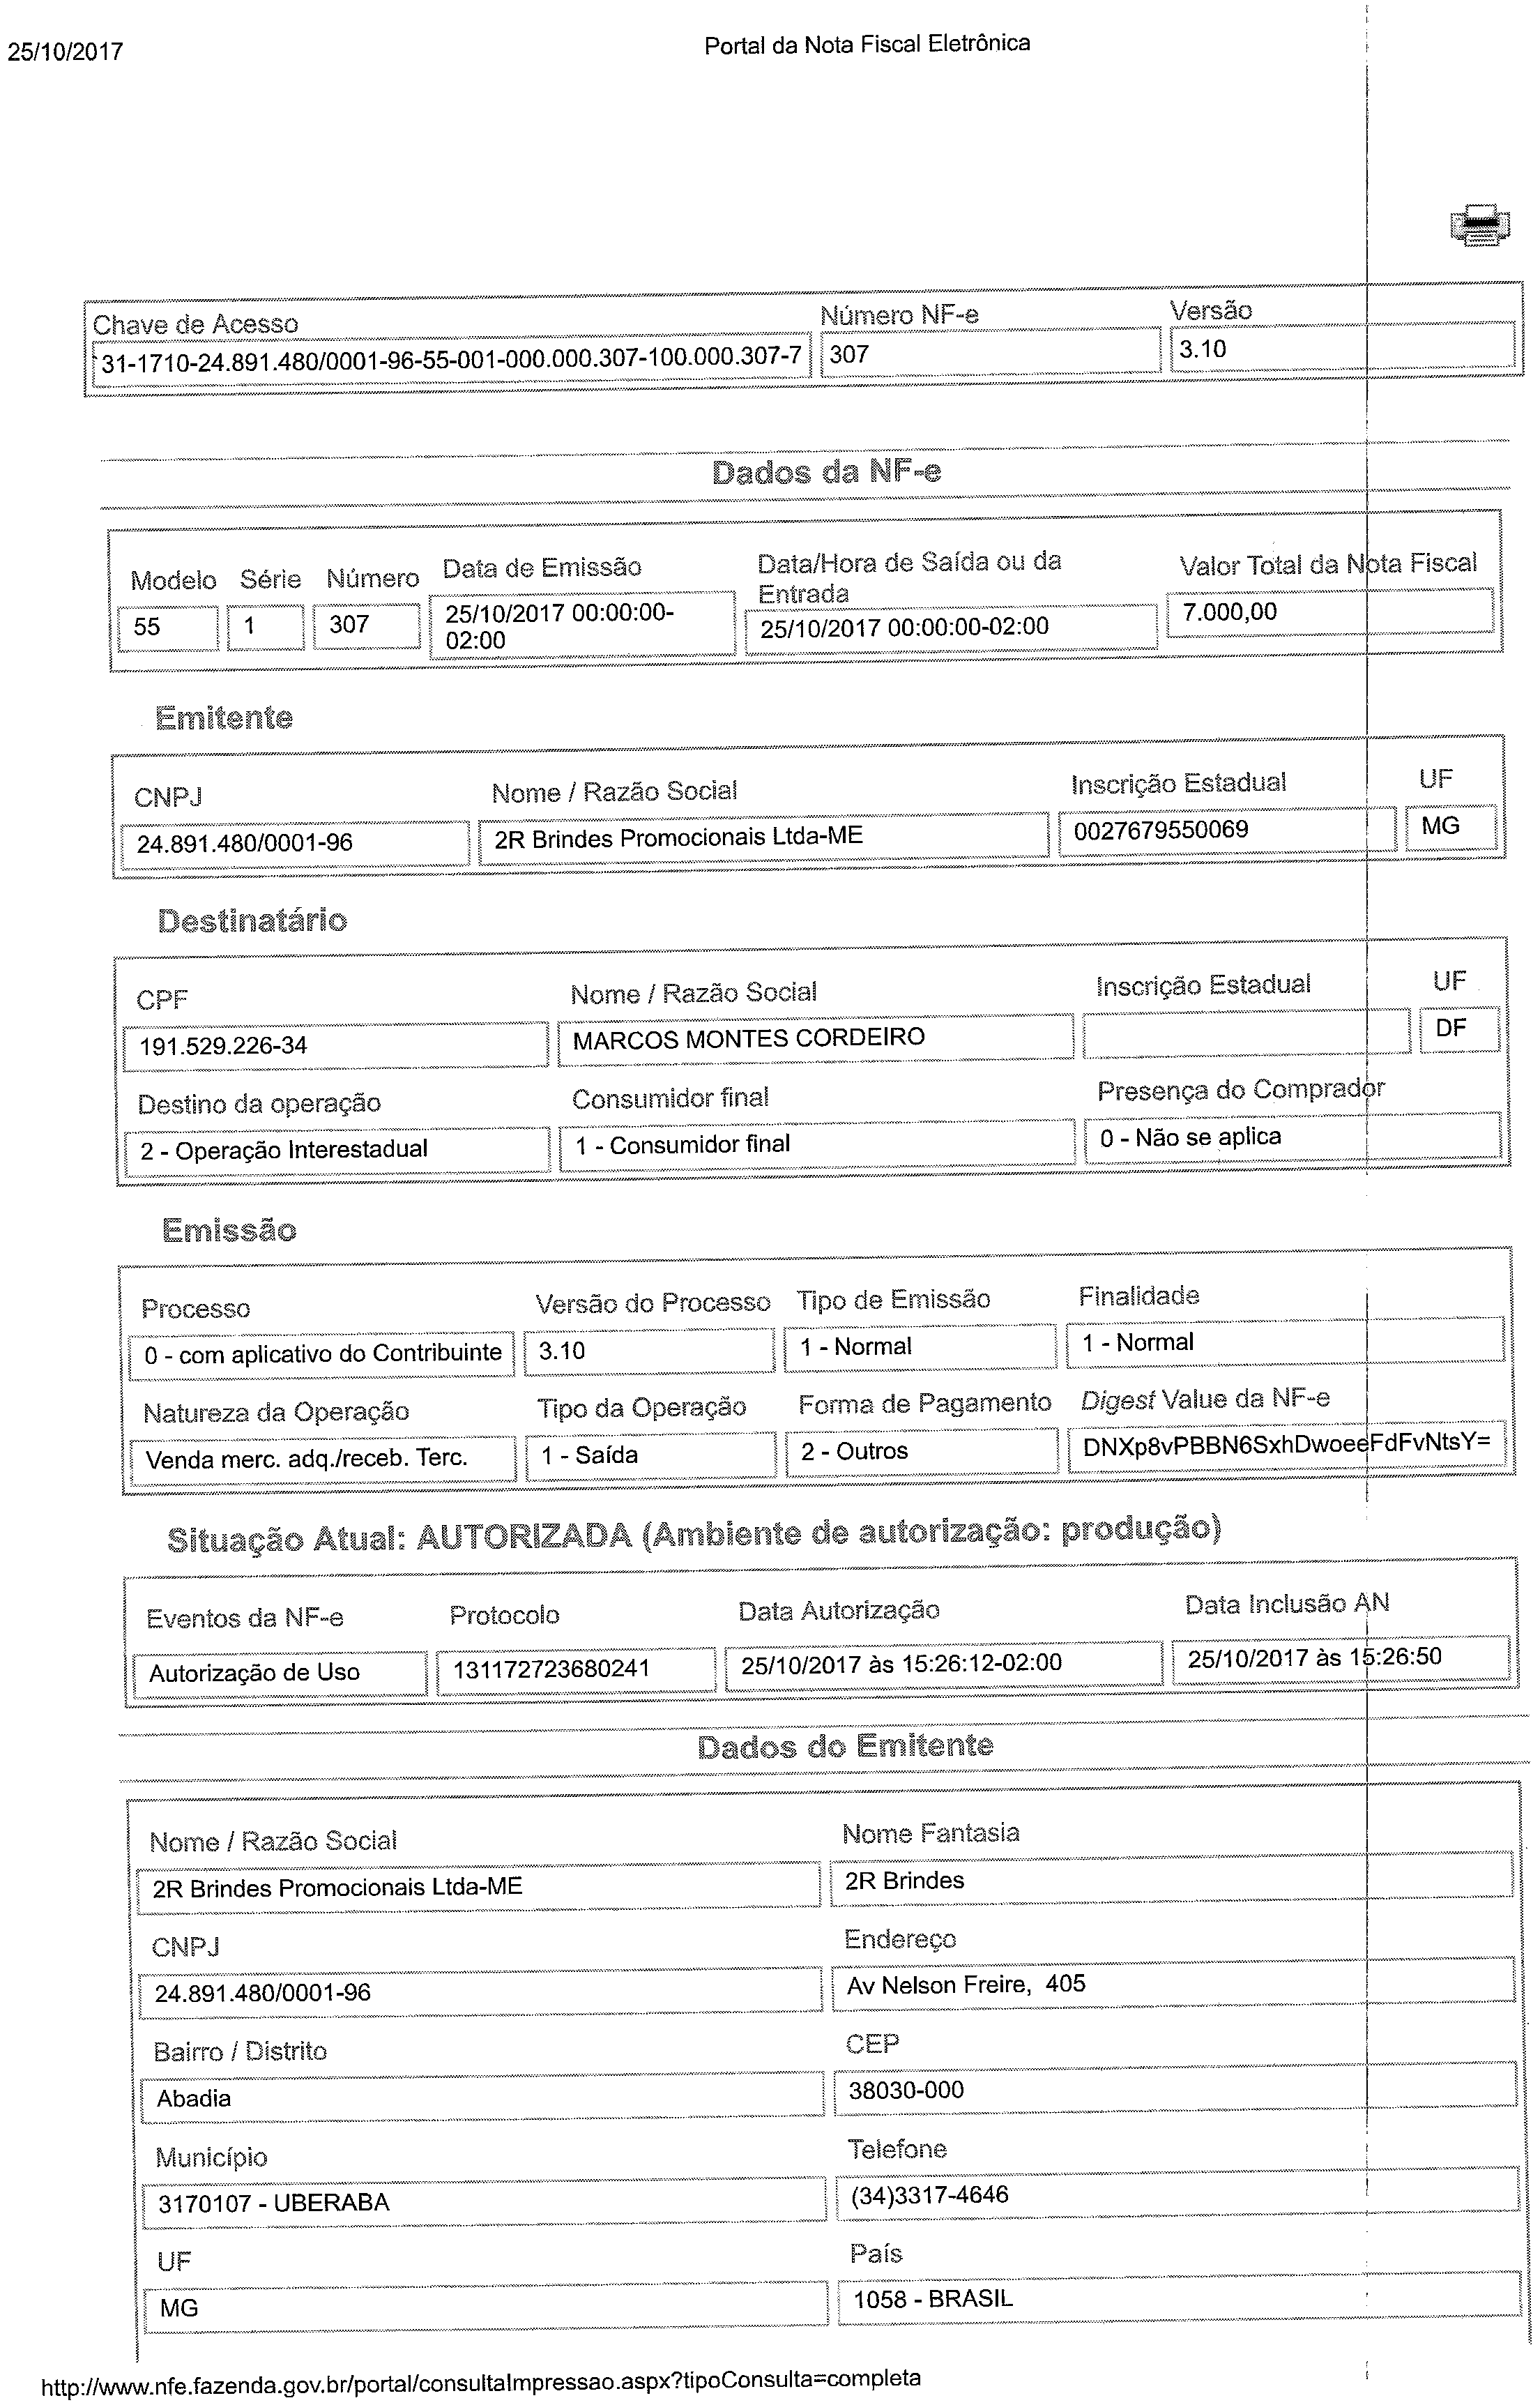 25/10/2017
Portal da Nota Fiscal Eletrônica
Chave de Acesso
Número NF-e
Versão
31-1710-24.891.480/0001-96-55-001-000.000.307-100.000.307-7
307
3.10
Dados da NF-e
Modelo
Série
Número
Data de Emissão
Data/Hora de Saída ou da
Entrada
Valor Total da Nota Fiscal
55
1
307
25/10/2017 00:00:00-
02:00
25/10/2017 00:00:00-02:00
7.000,00
Emitente
CNPJ
Nome / Razão Social
Inscrição Estadual
UF
24.891.480/0001-96
2R Brindes Promocionais Ltda-ME
0027679550069
MG
Destinatário
CPF
Nome / Razão Social
Inscrição Estadual
UF
191.529.226-34
MARCOS MONTES CORDEIRO
DF
Destino da operação
Consumidor final
Presença do Comprador
2 - Operação Interestadual
1 - Consumidor final
0 - Não se aplica
Emissão
Processo
Versão do Processo
Tipo de Emissão
Finalidade
0 - com aplicativo do Contribuinte
3.10
1 - Normal
1 - Normal
Natureza da Operação
Tipo da Operação
Forma de Pagamento
Digest Value da NF-e
Venda merc. adq./receb. Terc.
1 - Saída
2 - Outros
DNXp8vPBBN6SxhDwoeeFdFvNtsY=
Situação Atual: AUTORIZADA (Ambiente de autorização: produção)
Eventos da NF-e
Protocolo
Data Autorização
Data Inclusão AN
Autorização de Uso
131172723680241
25/10/2017 às 15:26:12-02:00
25/10/2017 às 15:26:50
Dados do Emitente
Nome / Razão Social
Nome Fantasia
2R Brindes Promocionais Ltda-ME
2R Brindes
CNPJ
Endereço
24.891.480/0001-96
Av Nelson Freire, 405
Bairro / Distrito
CEP
Abadia
38030-000
Município
Telefone
3170107 - UBERABA
(34)3317-4646
UF
País
MG
1058 - BRASIL
http://www.nfe.fazenda.gov.br/portal/consultaImpressao.aspx?tipoConsulta=completa